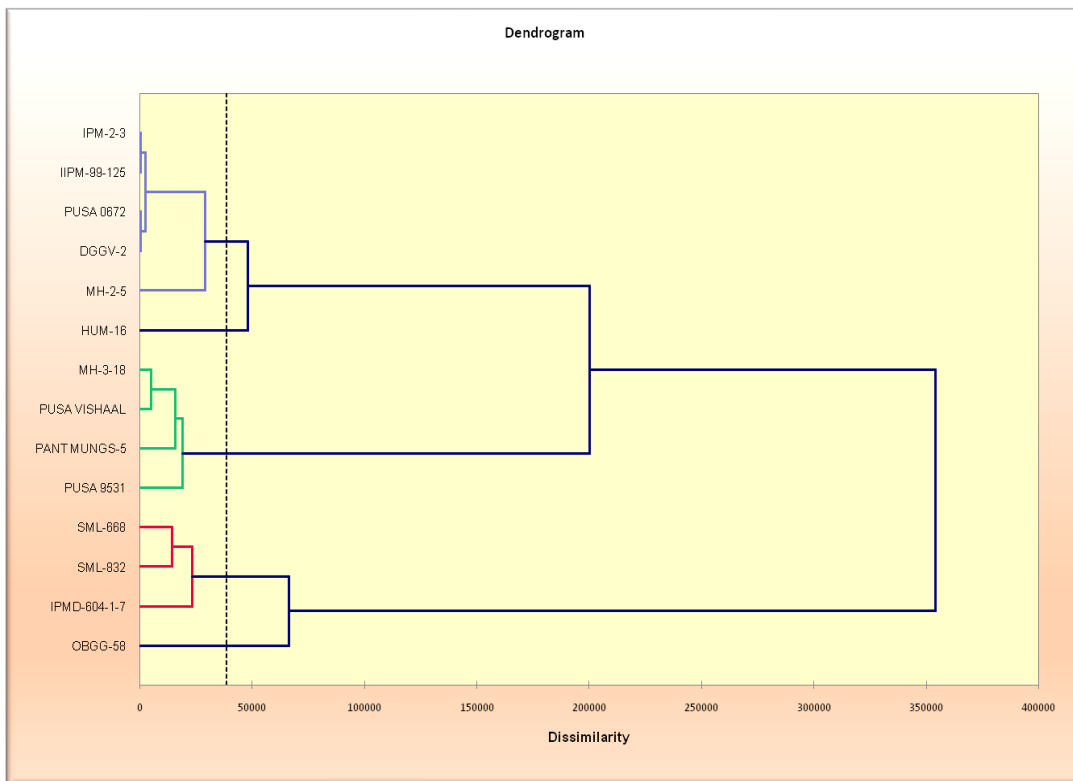 Dendrogram
IPM-2-3
IIPM-99-125
PUSA 0672
DGGV-2
MH-2-5
HUM-16
MH-3-18
PUSA VISHAAL
PANT MUNGS-5
PUSA 9531
SML-668
SML-832
IPMD-604-1-7
OBGG-58
0 50000 100000 150000 200000 250000 300000 350000 400000
Dissimilarity